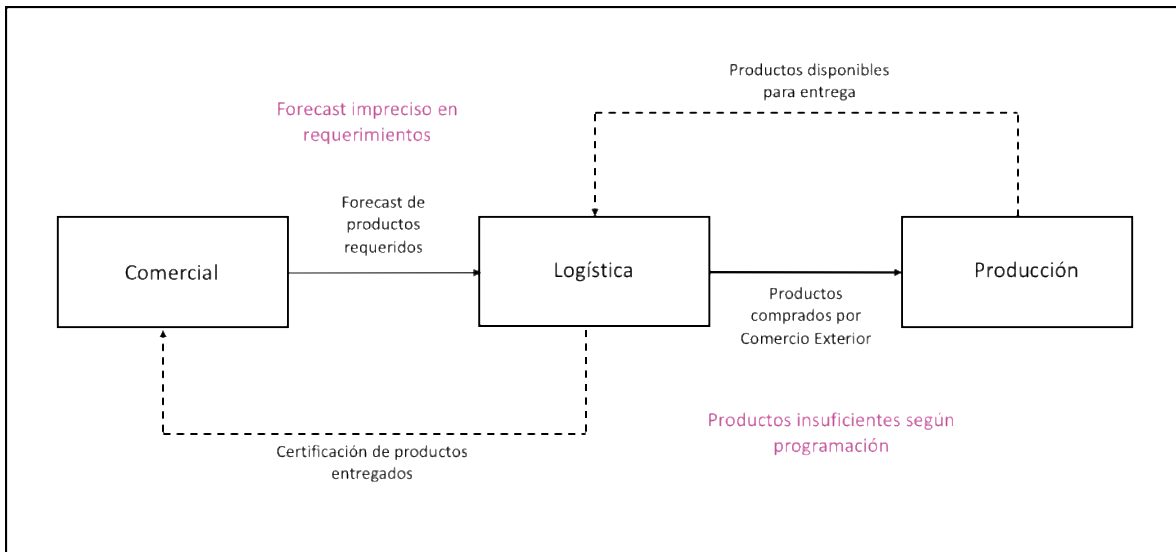 Productos disponibles
para entrega
Forecast impreciso en
requerimientos
Forecast de
productos
requeridos
Comercial
Logística
Producción
Productos
comprados por
Comercio Exterior
Productos insuficientes según
programación
Certificación de productos
entregados